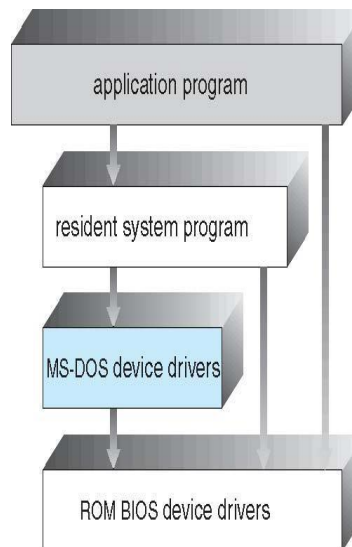 application program
resident system program
MS-DOS device drivers
ROM BIOS device drivers